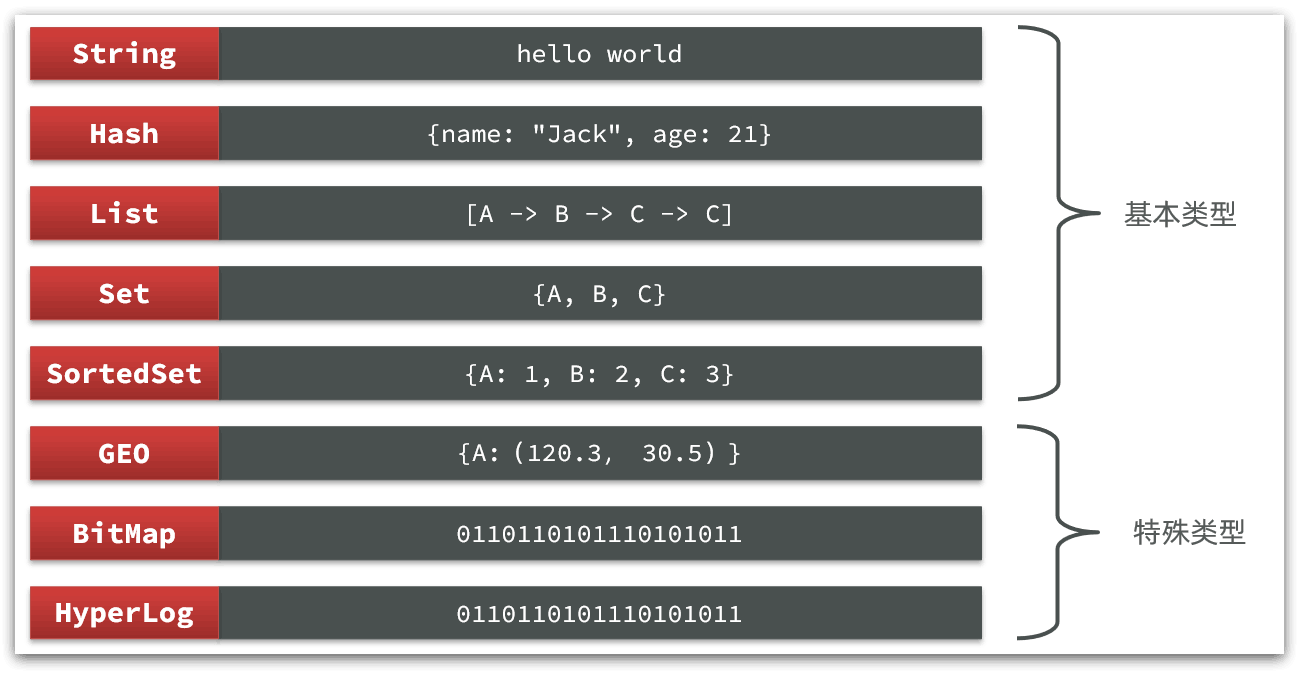 String hello world
Hash {name: "Jack", age: 21}
List [A -> B -> C -> C]
基本类型
Set {A, B, C}
SortedSet {A: 1, B: 2, C: 3}
GEO {A:（120.3, 30.5）}
BitMap 0110110101110101011
特殊类型
HyperLog 0110110101110101011